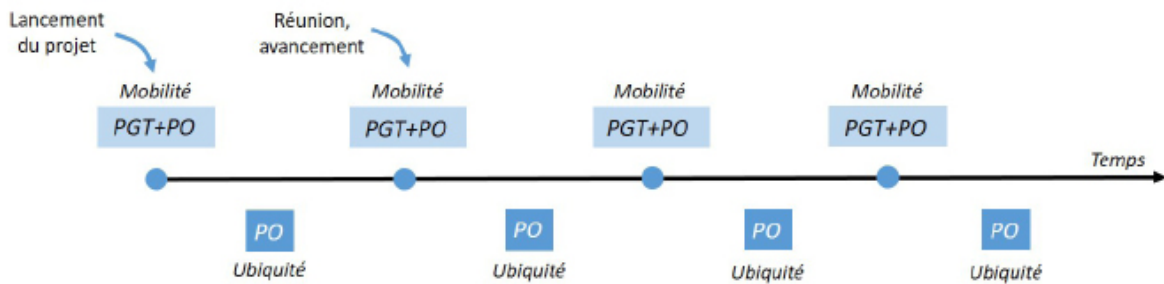 Lancement
du projet
Réunion,
avancement
Mobilité
Mobilité
Mobilité
Mobilité
PGT+PO
PGT+PO
PGT+PO
PGT+PO
Temps
PO
PO
PO
PO
Ubiquité
Ubiquité
Ubiquité
Ubiquité